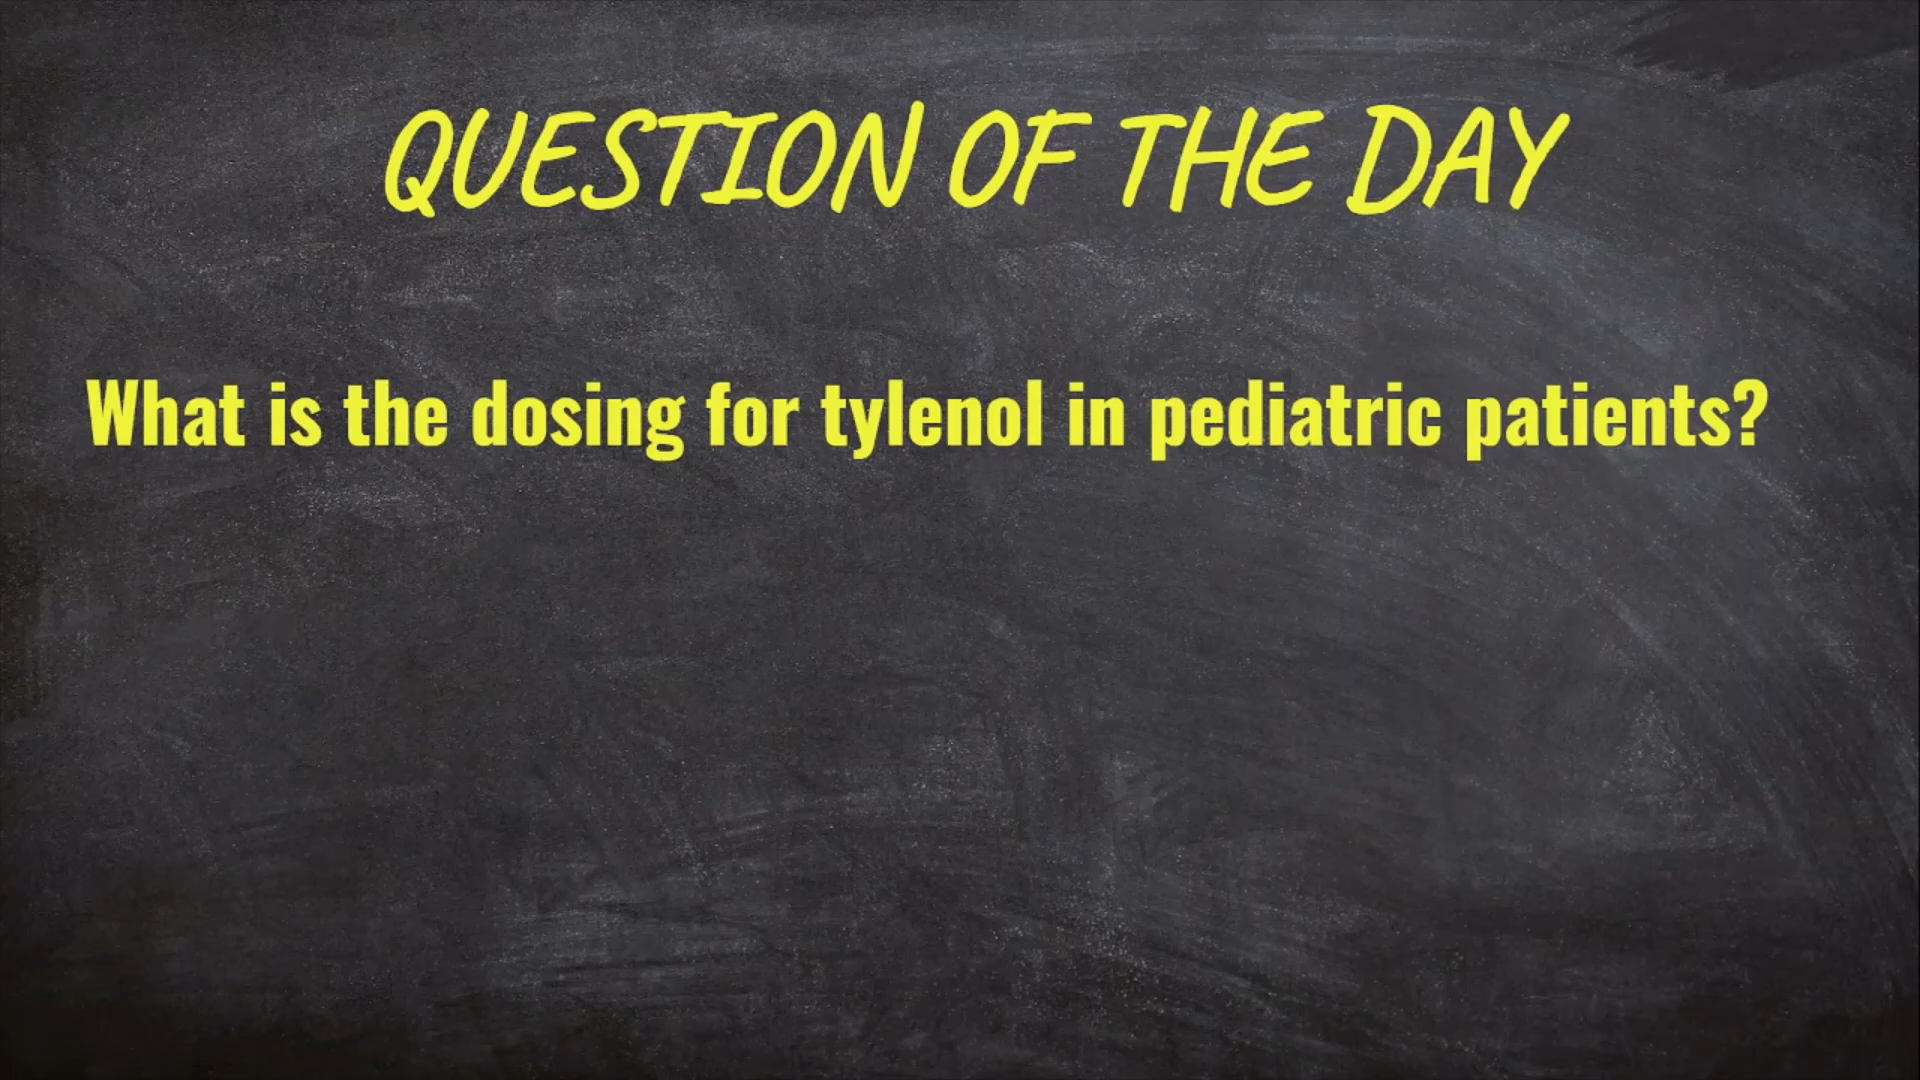 QUESTION OF THE DAY
What is the dosing for tylenol in pediatric patients?